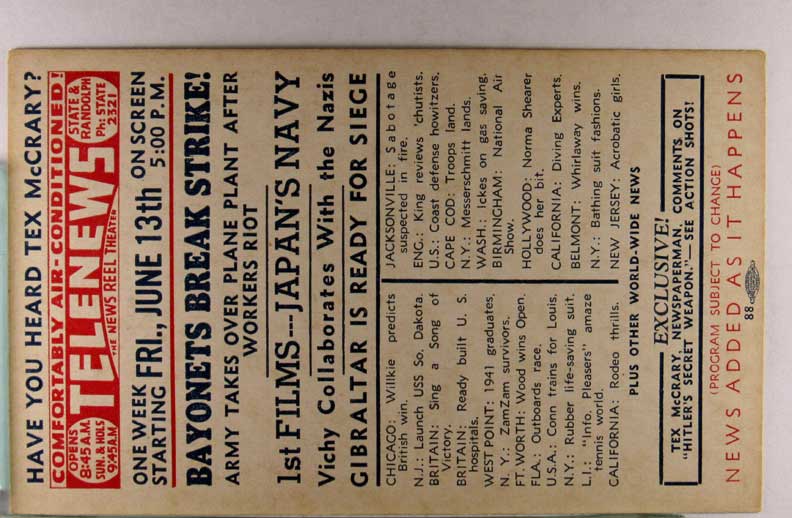 HAVE YOU HEARD TEX McCRARY?
COMFORTABLY AIR-CONDITIONED!
OPENS
8:45 A.M.
SUN. & HOLS
9:45 A.M.
TELENEWS
THE NEWS REEL THEATER
STATE &
RANDOLPH
Ph: STATE
2321
ONE WEEK
STARTING
FRI., JUNE 13th
ON SCREEN
5:00 P. M.
BAYONETS BREAK STRIKE!
ARMY TAKES OVER PLANE PLANT AFTER
WORKERS RIOT
1st FILMS---JAPAN'S NAVY
Vichy Collaborates With the Nazis
GIBRALTAR IS READY FOR SIEGE
CHICAGO: Willkie predicts
British win.
N.J.: Launch USS So. Dakota.
BRITAIN: Sing a Song of
Victory.
BRITAIN: Ready built U. S.
hospitals.
WEST POINT: 1941 graduates.
N. Y.: ZamZam survivors.
FT. WORTH: Wood wins Open.
FLA.: Outboards race.
U.S.A.: Conn trains for Louis.
N.Y.: Rubber life-saving suit.
L.I.: "Info. Pleasers" amaze
tennis world.
CALIFORNIA: Rodeo thrills.
JACKSONVILLE: Sabotage
suspected in fire.
ENG.: King reviews 'chutists.
U.S.: Coast defense howitzers.
CAPE COD: Troops land.
N.Y.: Messerschmitt lands.
WASH.: Ickes on gas saving.
BIRMINGHAM: National Air
Show.
HOLLYWOOD: Norma Shearer
does her bit.
CALIFORNIA: Diving Experts.
BELMONT: Whirlaway wins.
N.Y.: Bathing suit fashions.
NEW JERSEY: Acrobatic girls.
PLUS OTHER WORLD-WIDE NEWS
EXCLUSIVE!
TEX McCRARY, NEWSPAPERMAN, COMMENTS ON
"HITLER'S SECRET WEAPON."—SEE ACTION SHOTS!
(PROGRAM SUBJECT TO CHANGE)
NEWS ADDED AS IT HAPPENS
88